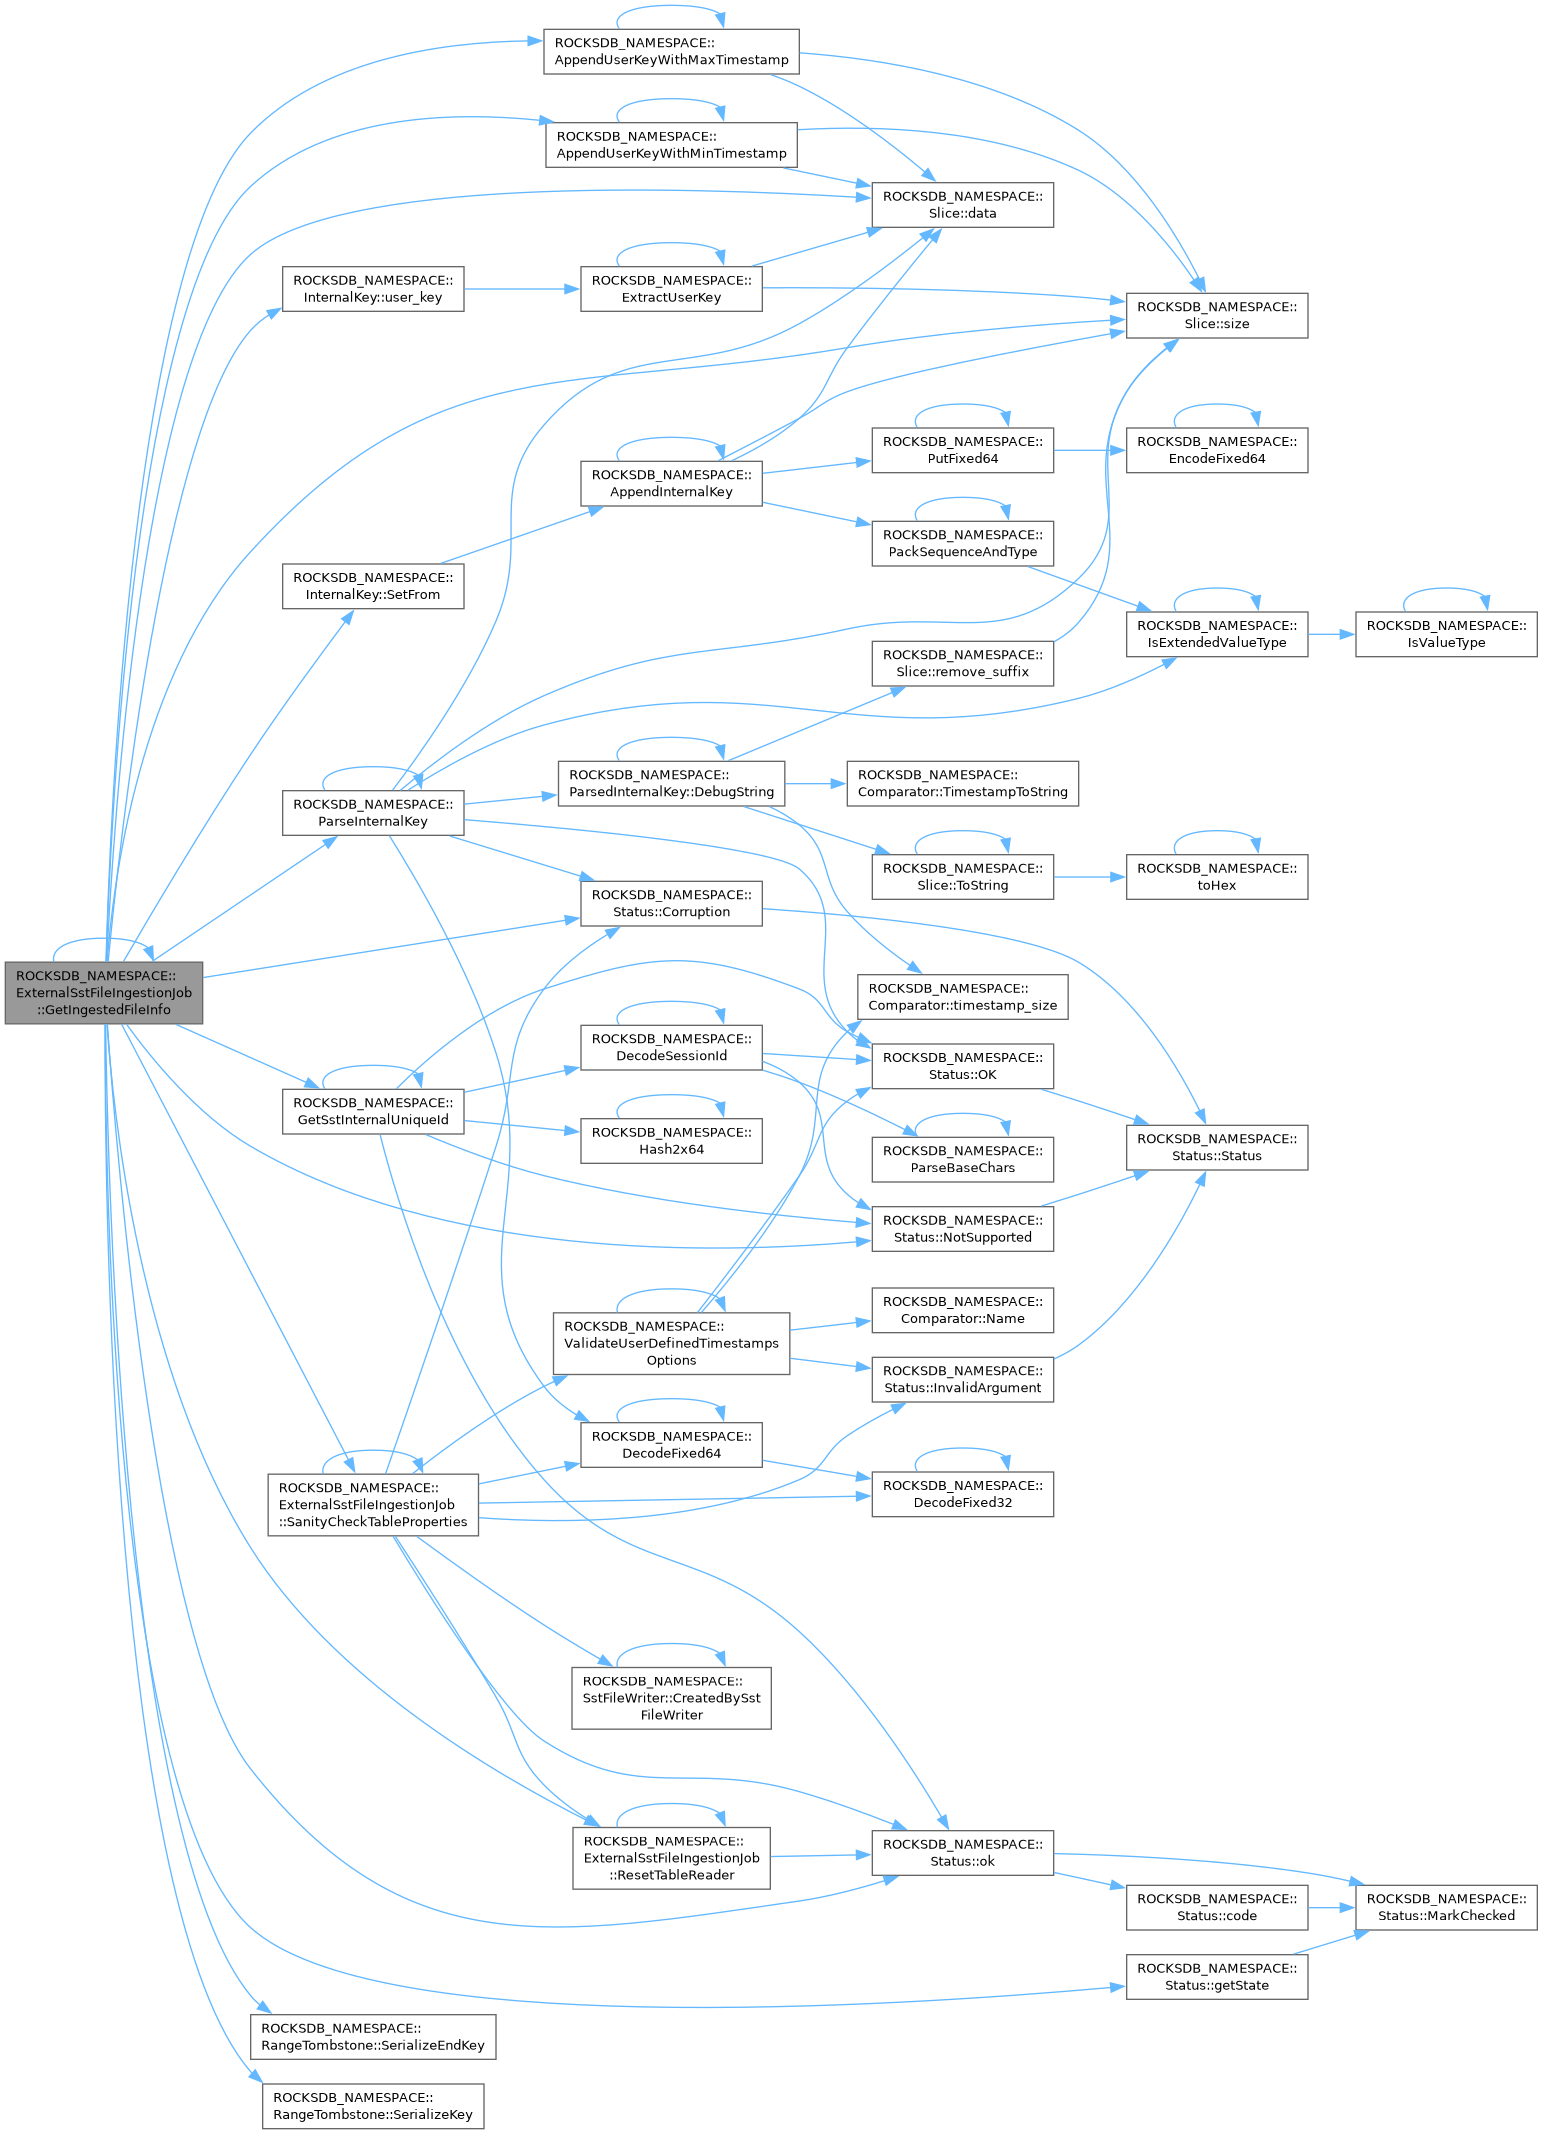 ROCKSDB_NAMESPACE::
AppendUserKeyWithMaxTimestamp
ROCKSDB_NAMESPACE::
AppendUserKeyWithMinTimestamp
ROCKSDB_NAMESPACE::
Slice::data
ROCKSDB_NAMESPACE::
InternalKey::user_key
ROCKSDB_NAMESPACE::
ExtractUserKey
ROCKSDB_NAMESPACE::
Slice::size
ROCKSDB_NAMESPACE::
PutFixed64
ROCKSDB_NAMESPACE::
EncodeFixed64
ROCKSDB_NAMESPACE::
AppendInternalKey
ROCKSDB_NAMESPACE::
PackSequenceAndType
ROCKSDB_NAMESPACE::
InternalKey::SetFrom
ROCKSDB_NAMESPACE::
IsExtendedValueType
ROCKSDB_NAMESPACE::
IsValueType
ROCKSDB_NAMESPACE::
Slice::remove_suffix
ROCKSDB_NAMESPACE::
ParseInternalKey
ROCKSDB_NAMESPACE::
ParsedInternalKey::DebugString
ROCKSDB_NAMESPACE::
Comparator::TimestampToString
ROCKSDB_NAMESPACE::
Slice::ToString
ROCKSDB_NAMESPACE::
toHex
ROCKSDB_NAMESPACE::
Status::Corruption
ROCKSDB_NAMESPACE::
ExternalSstFileIngestionJob
::GetIngestedFileInfo
ROCKSDB_NAMESPACE::
Comparator::timestamp_size
ROCKSDB_NAMESPACE::
DecodeSessionId
ROCKSDB_NAMESPACE::
Status::OK
ROCKSDB_NAMESPACE::
GetSstInternalUniqueId
ROCKSDB_NAMESPACE::
Hash2x64
ROCKSDB_NAMESPACE::
ParseBaseChars
ROCKSDB_NAMESPACE::
Status::Status
ROCKSDB_NAMESPACE::
Status::NotSupported
ROCKSDB_NAMESPACE::
ValidateUserDefinedTimestamps
Options
ROCKSDB_NAMESPACE::
Comparator::Name
ROCKSDB_NAMESPACE::
Status::InvalidArgument
ROCKSDB_NAMESPACE::
DecodeFixed64
ROCKSDB_NAMESPACE::
ExternalSstFileIngestionJob
::SanityCheckTableProperties
ROCKSDB_NAMESPACE::
DecodeFixed32
ROCKSDB_NAMESPACE::
SstFileWriter::CreatedBySst
FileWriter
ROCKSDB_NAMESPACE::
ExternalSstFileIngestionJob
::ResetTableReader
ROCKSDB_NAMESPACE::
Status::ok
ROCKSDB_NAMESPACE::
Status::code
ROCKSDB_NAMESPACE::
Status::MarkChecked
ROCKSDB_NAMESPACE::
Status::getState
ROCKSDB_NAMESPACE::
RangeTombstone::SerializeEndKey
ROCKSDB_NAMESPACE::
RangeTombstone::SerializeKey